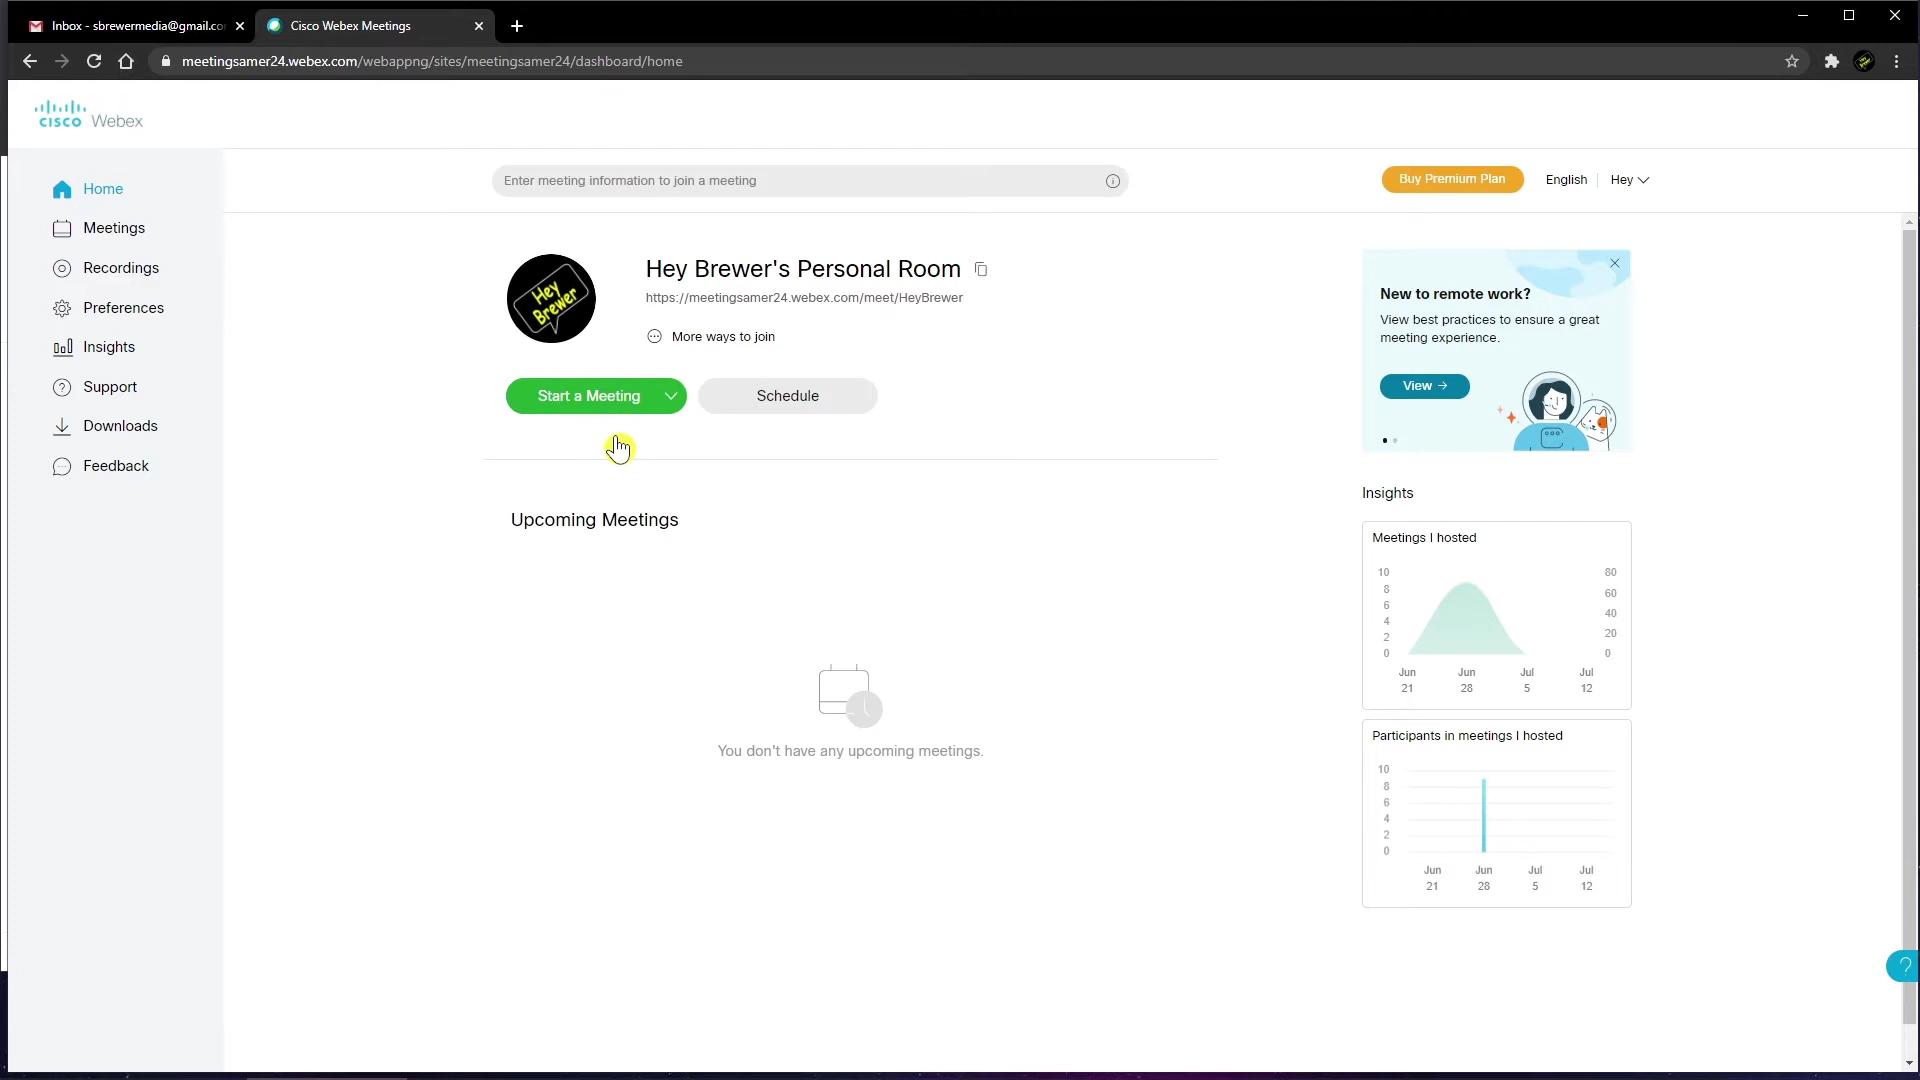 Inbox - sbrewermedia@gmail.co
Cisco Webex Meetings
meetingsamer24.webex.com/webappng/sites/meetingsamer24/dashboard/home
cisco Webex
Home
Meetings
Recordings
Preferences
Insights
Support
Downloads
Feedback
Enter meeting information to join a meeting
Buy Premium Plan
English
Hey
Hey Brewer
Hey Brewer's Personal Room
https://meetingsamer24.webex.com/meet/HeyBrewer
More ways to join
Start a Meeting
Schedule
Upcoming Meetings
You don't have any upcoming meetings.
New to remote work?
View best practices to ensure a great
meeting experience.
View →
Insights
Meetings I hosted
10 80
8 60
6
4 40
2 20
0 0
Jun Jun Jul Jul
21 28 5 12
Participants in meetings I hosted
10
8
6
4
2
0
Jun Jun Jul Jul
21 28 5 12
?